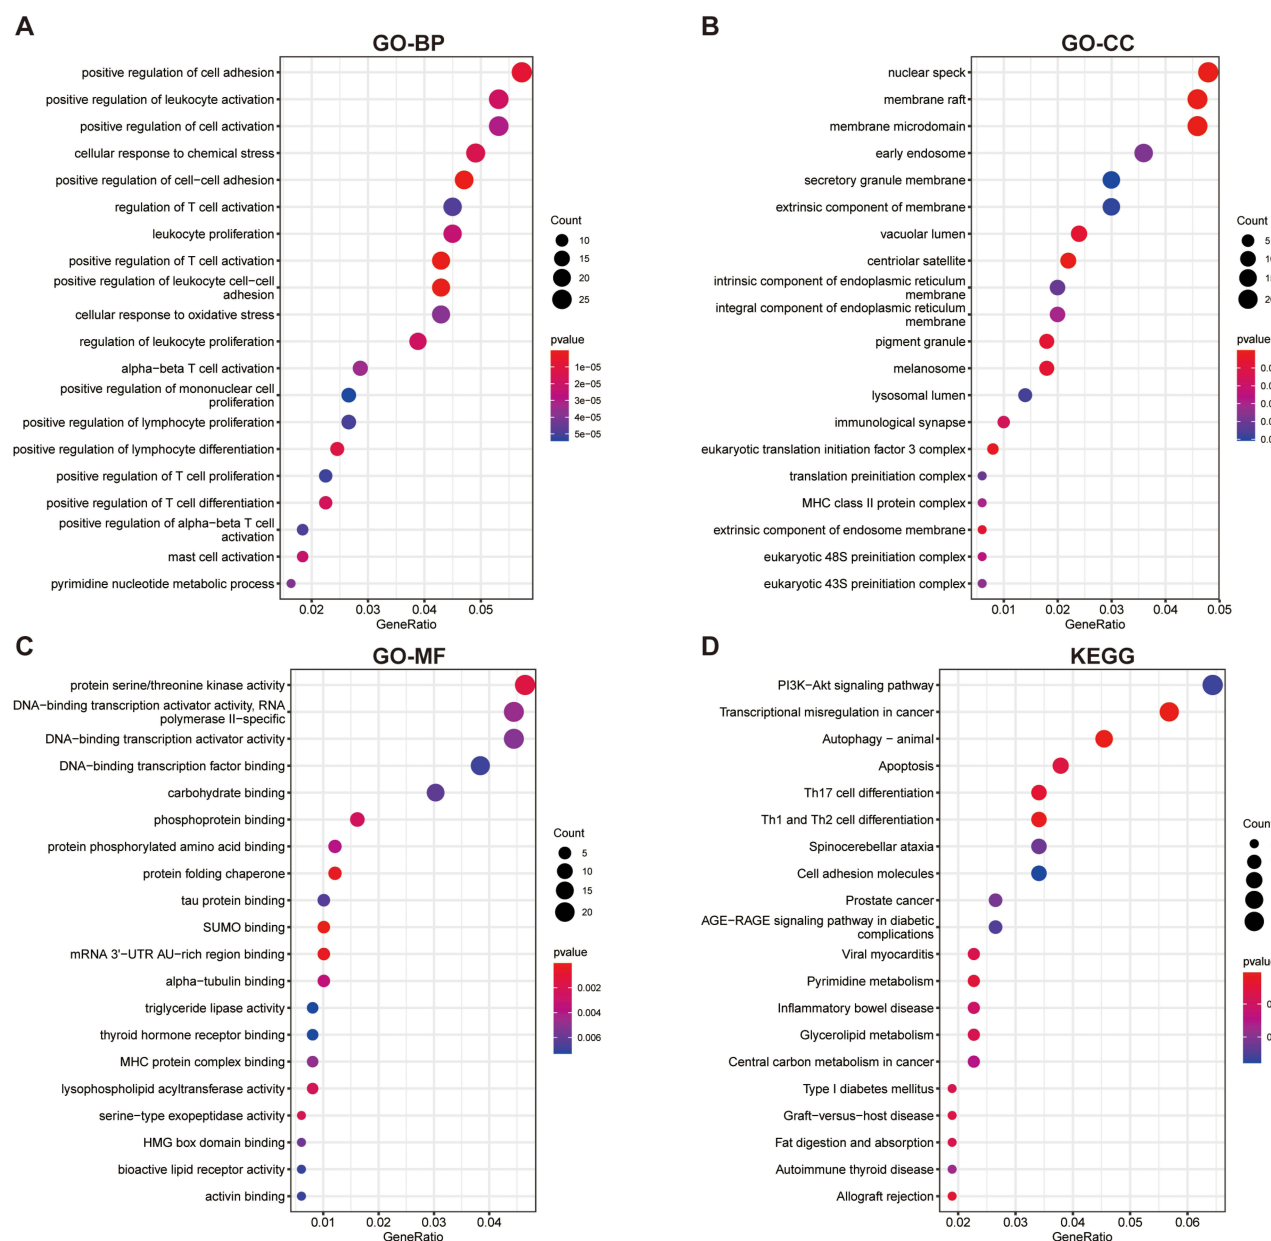 A
GO-BP
positive regulation of cell adhesion
positive regulation of leukocyte activation
positive regulation of cell activation
cellular response to chemical stress
positive regulation of cell−cell adhesion
regulation of T cell activation
leukocyte proliferation
positive regulation of T cell activation
positive regulation of leukocyte cell−cell
adhesion
cellular response to oxidative stress
regulation of leukocyte proliferation
alpha−beta T cell activation
positive regulation of mononuclear cell
proliferation
positive regulation of lymphocyte proliferation
positive regulation of lymphocyte differentiation
positive regulation of T cell proliferation
positive regulation of T cell differentiation
positive regulation of alpha−beta T cell
activation
mast cell activation
pyrimidine nucleotide metabolic process
0.02 0.03 0.04 0.05
GeneRatio
Count
10
15
20
25
pvalue
1e−05
2e−05
3e−05
4e−05
5e−05
B
GO-CC
nuclear speck
membrane raft
membrane microdomain
early endosome
secretory granule membrane
extrinsic component of membrane
vacuolar lumen
centriolar satellite
intrinsic component of endoplasmic reticulum
membrane
integral component of endoplasmic reticulum
membrane
pigment granule
melanosome
lysosomal lumen
immunological synapse
eukaryotic translation initiation factor 3 complex
translation preinitiation complex
MHC class II protein complex
extrinsic component of endosome membrane
eukaryotic 48S preinitiation complex
eukaryotic 43S preinitiation complex
0.01 0.02 0.03 0.04 0.05
GeneRatio
Count
5
pvalue
C
GO-MF
protein serine/threonine kinase activity
DNA−binding transcription activator activity, RNA
polymerase II−specific
DNA−binding transcription activator activity
DNA−binding transcription factor binding
carbohydrate binding
phosphoprotein binding
protein phosphorylated amino acid binding
protein folding chaperone
tau protein binding
SUMO binding
mRNA 3'−UTR AU−rich region binding
alpha−tubulin binding
triglyceride lipase activity
thyroid hormone receptor binding
MHC protein complex binding
lysophospholipid acyltransferase activity
serine−type exopeptidase activity
HMG box domain binding
bioactive lipid receptor activity
activin binding
0.01 0.02 0.03 0.04
GeneRatio
Count
5
10
15
20
pvalue
0.002
0.004
0.006
D
KEGG
PI3K−Akt signaling pathway
Transcriptional misregulation in cancer
Autophagy − animal
Apoptosis
Th17 cell differentiation
Th1 and Th2 cell differentiation
Spinocerebellar ataxia
Cell adhesion molecules
Prostate cancer
AGE−RAGE signaling pathway in diabetic
complications
Viral myocarditis
Pyrimidine metabolism
Inflammatory bowel disease
Glycerolipid metabolism
Central carbon metabolism in cancer
Type I diabetes mellitus
Graft−versus−host disease
Fat digestion and absorption
Autoimmune thyroid disease
Allograft rejection
0.02 0.03 0.04 0.05 0.06
GeneRatio